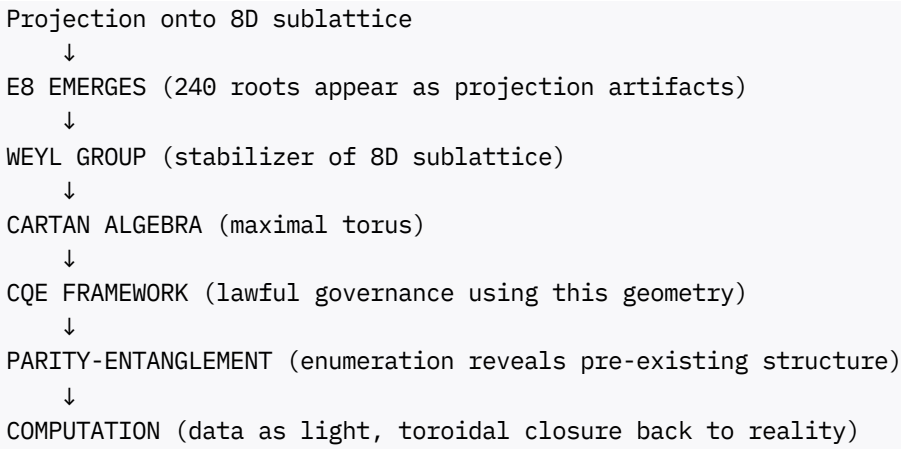 Projection onto 8D sublattice
↓
E8 EMERGES (240 roots appear as projection artifacts)
↓
WEYL GROUP (stabilizer of 8D sublattice)
↓
CARTAN ALGEBRA (maximal torus)
↓
CQE FRAMEWORK (lawful governance using this geometry)
↓
PARITY-ENTANGLEMENT (enumeration reveals pre-existing structure)
↓
COMPUTATION (data as light, toroidal closure back to reality)